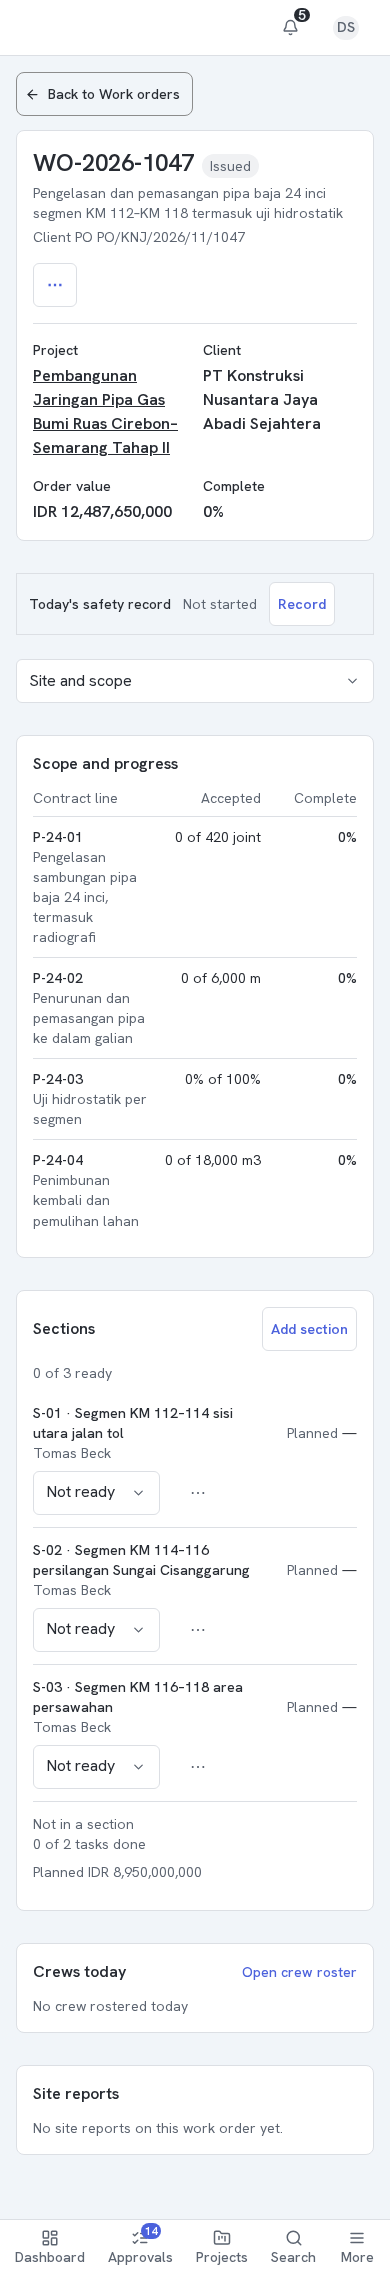 5
DS
Back to Work orders
WO-2026-1047 Issued
Pengelasan dan pemasangan pipa baja 24 inci
segmen KM 112–KM 118 termasuk uji hidrostatik
Client PO PO/KNJ/2026/11/1047
Project
Pembangunan
Jaringan Pipa Gas
Bumi Ruas Cirebon–
Semarang Tahap II
Client
PT Konstruksi
Nusantara Jaya
Abadi Sejahtera
Order value
IDR 12,487,650,000
Complete
0%
Today's safety record Not started Record
Site and scope
Scope and progress
Contract line Accepted Complete
P-24-01 0 of 420 joint 0%
Pengelasan
sambungan pipa
baja 24 inci,
termasuk
radiografi
P-24-02 0 of 6,000 m 0%
Penurunan dan
pemasangan pipa
ke dalam galian
P-24-03 0% of 100% 0%
Uji hidrostatik per
segmen
P-24-04 0 of 18,000 m3 0%
Penimbunan
kembali dan
pemulihan lahan
Sections Add section
0 of 3 ready
S-01 · Segmen KM 112–114 sisi
utara jalan tol
Planned —
Tomas Beck
Not ready
S-02 · Segmen KM 114–116
persilangan Sungai Cisanggarung
Planned —
Tomas Beck
Not ready
S-03 · Segmen KM 116–118 area
persawahan
Planned —
Tomas Beck
Not ready
Not in a section
0 of 2 tasks done
Planned IDR 8,950,000,000
Crews today Open crew roster
No crew rostered today
Site reports
No site reports on this work order yet.
14
Dashboard Approvals Projects Search More